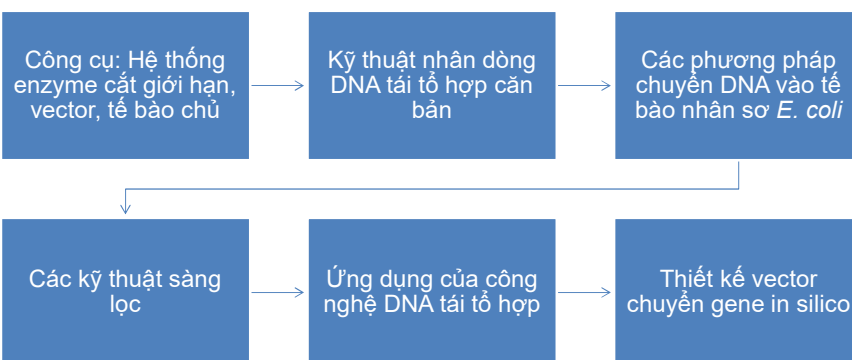 Công cụ: Hệ thống
enzyme cắt giới hạn,
vector, tế bào chủ
Kỹ thuật nhân dòng
DNA tái tổ hợp căn
bản
Các phương pháp
chuyển DNA vào tế
bào nhân sơ E. coli
Các kỹ thuật sàng
lọc
Ứng dụng của công
nghệ DNA tái tổ hợp
Thiết kế vector
chuyển gene in silico